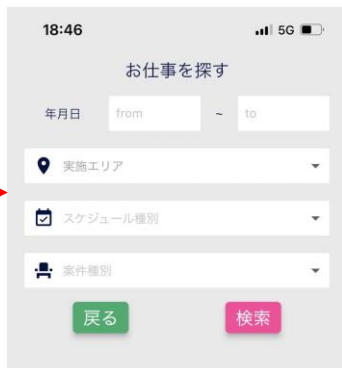 18:46 5G
お仕事を探す
年月日 from ~ to
実施エリア
スケジュール種別
案件種別
戻る 検索